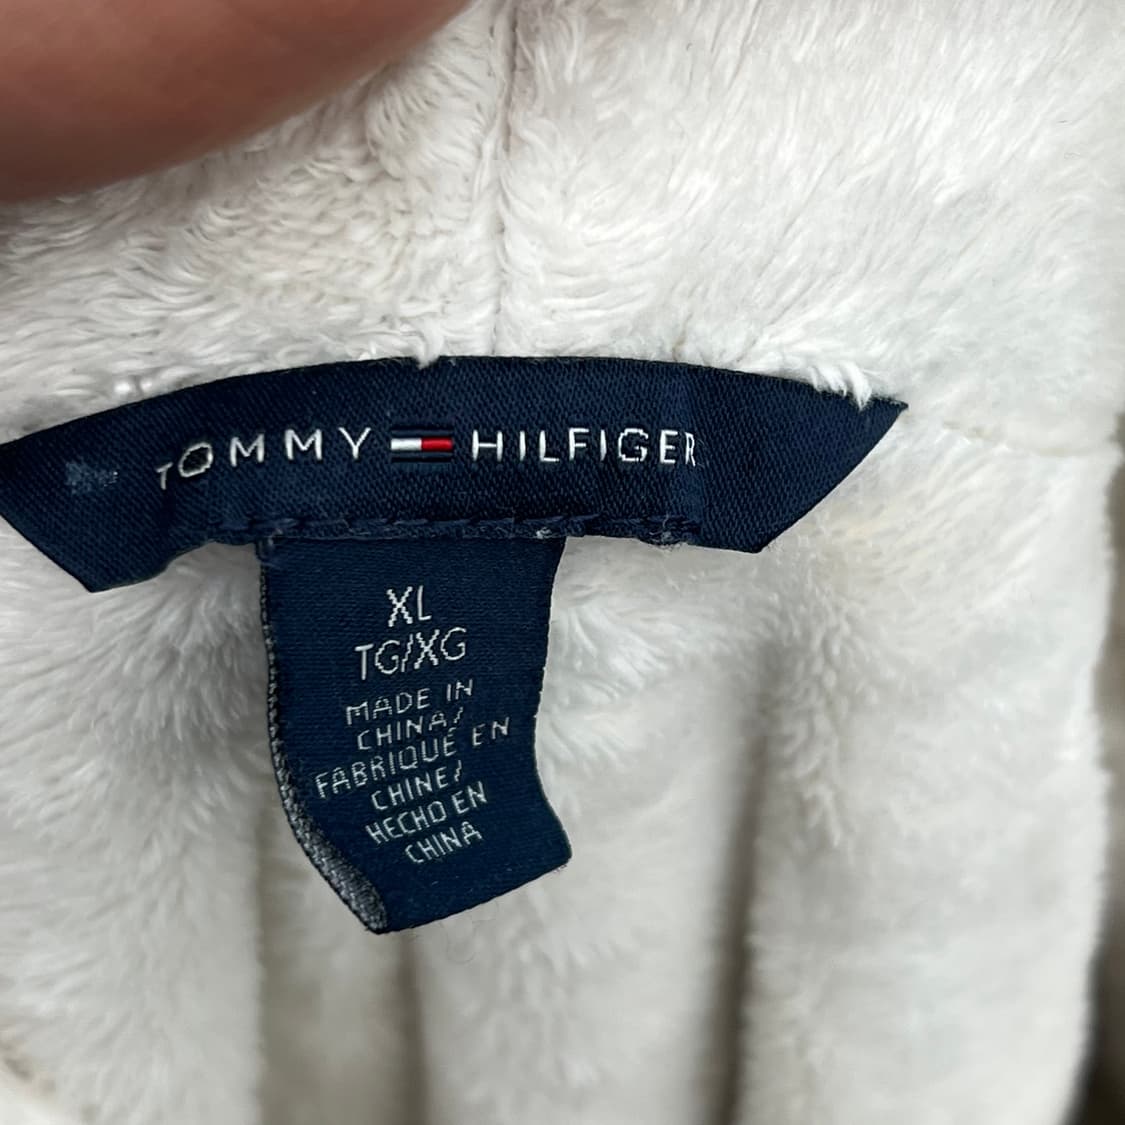 TOMMY HILFIGER
XL
TG/XG
MADE IN
CHINA/
FABRIQUÉ EN
CHINE/
HECHO EN
CHINA